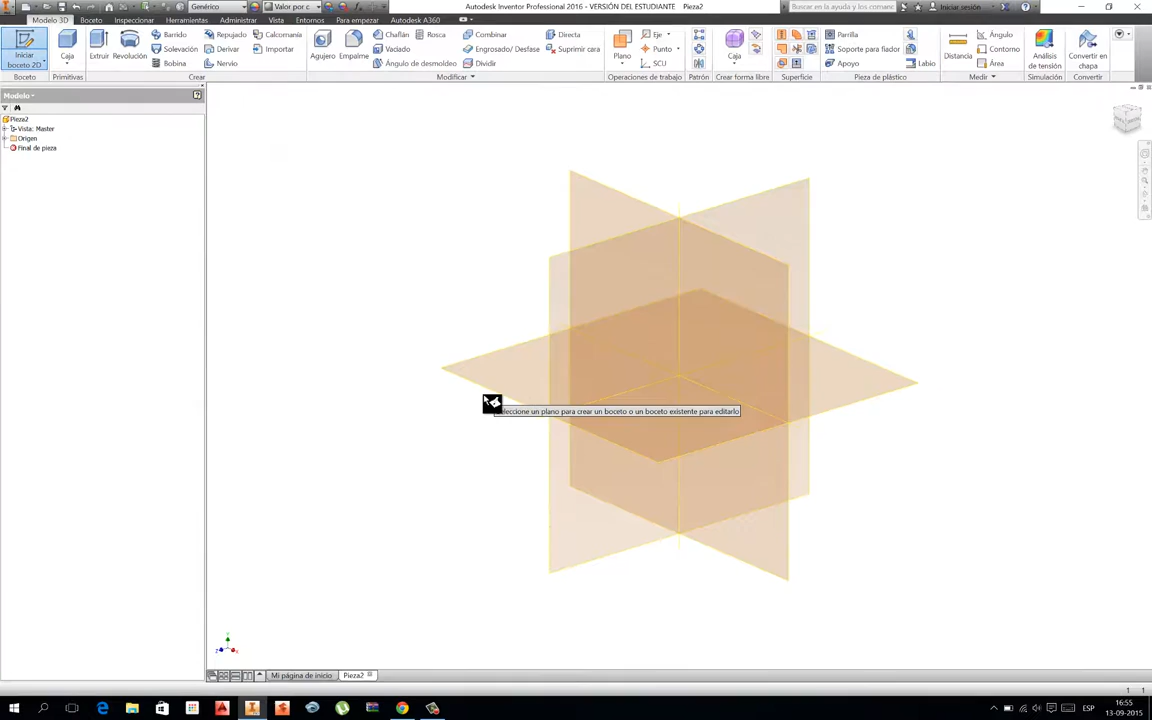 Genérico
Valor por c
Autodesk Inventor Professional 2016 - VERSIÓN DEL ESTUDIANTE Pieza2
Buscar en la ayuda y los comanc
Iniciar sesión
Modelo 3D Boceto Inspeccionar Herramientas Administrar Vista Entornos Para empezar Autodesk A360
Iniciar boceto 2D
Caja
Extruir
Revolución
Barrido
Solevación
Bobina
Repujado
Derivar
Nervio
Calcomanía
Importar
Agujero
Empalme
Chaflán
Vaciado
Ángulo de desmoldeo
Rosca
Combinar
Engrosado/ Desfase
Dividir
Directa
Suprimir cara
Plano
Eje
Punto
SCU
Caja
Parrilla
Soporte para fiador
Apoyo
Labio
Distancia
Ángulo
Contorno
Área
Análisis de tensión
Convertir en chapa
Boceto Primitivas Crear Modificar Operaciones de trabajo Patrón Crear forma libre Superficie Pieza de plástico Medir Simulación Convertir
Modelo
Pieza2
Vista: Master
Origen
Final de pieza
eleccione un plano para crear un boceto o un boceto existente para editarlo
Mi página de inicio
Pieza2
1 1
ESP
16:55
13-09-2015